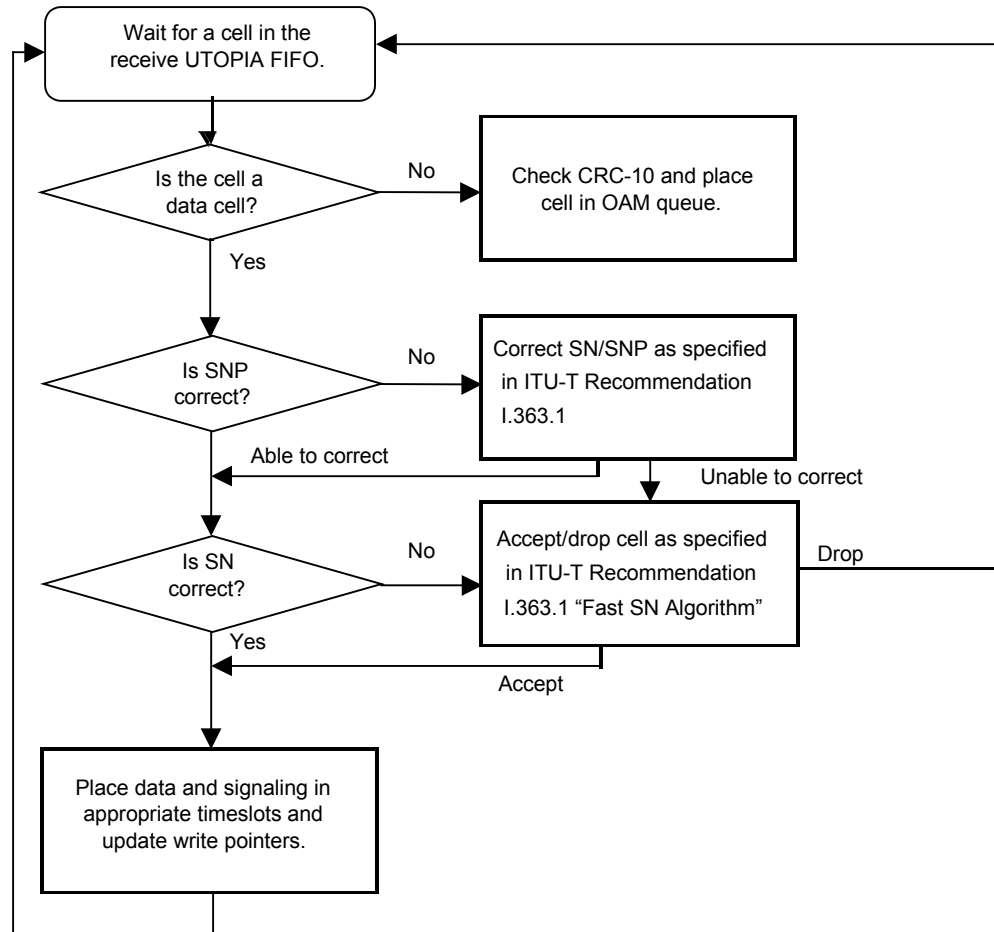 Wait for a cell in the
receive UTOPIA FIFO.
Is the cell a
data cell?
No
Check CRC-10 and place
cell in OAM queue.
Yes
Is SNP
correct?
No
Correct SN/SNP as specified
in ITU-T Recommendation
I.363.1
Able to correct
Unable to correct
Is SN
correct?
No
Accept/drop cell as specified
in ITU-T Recommendation
I.363.1 “Fast SN Algorithm”
Drop
Yes
Accept
Place data and signaling in
appropriate timeslots and
update write pointers.